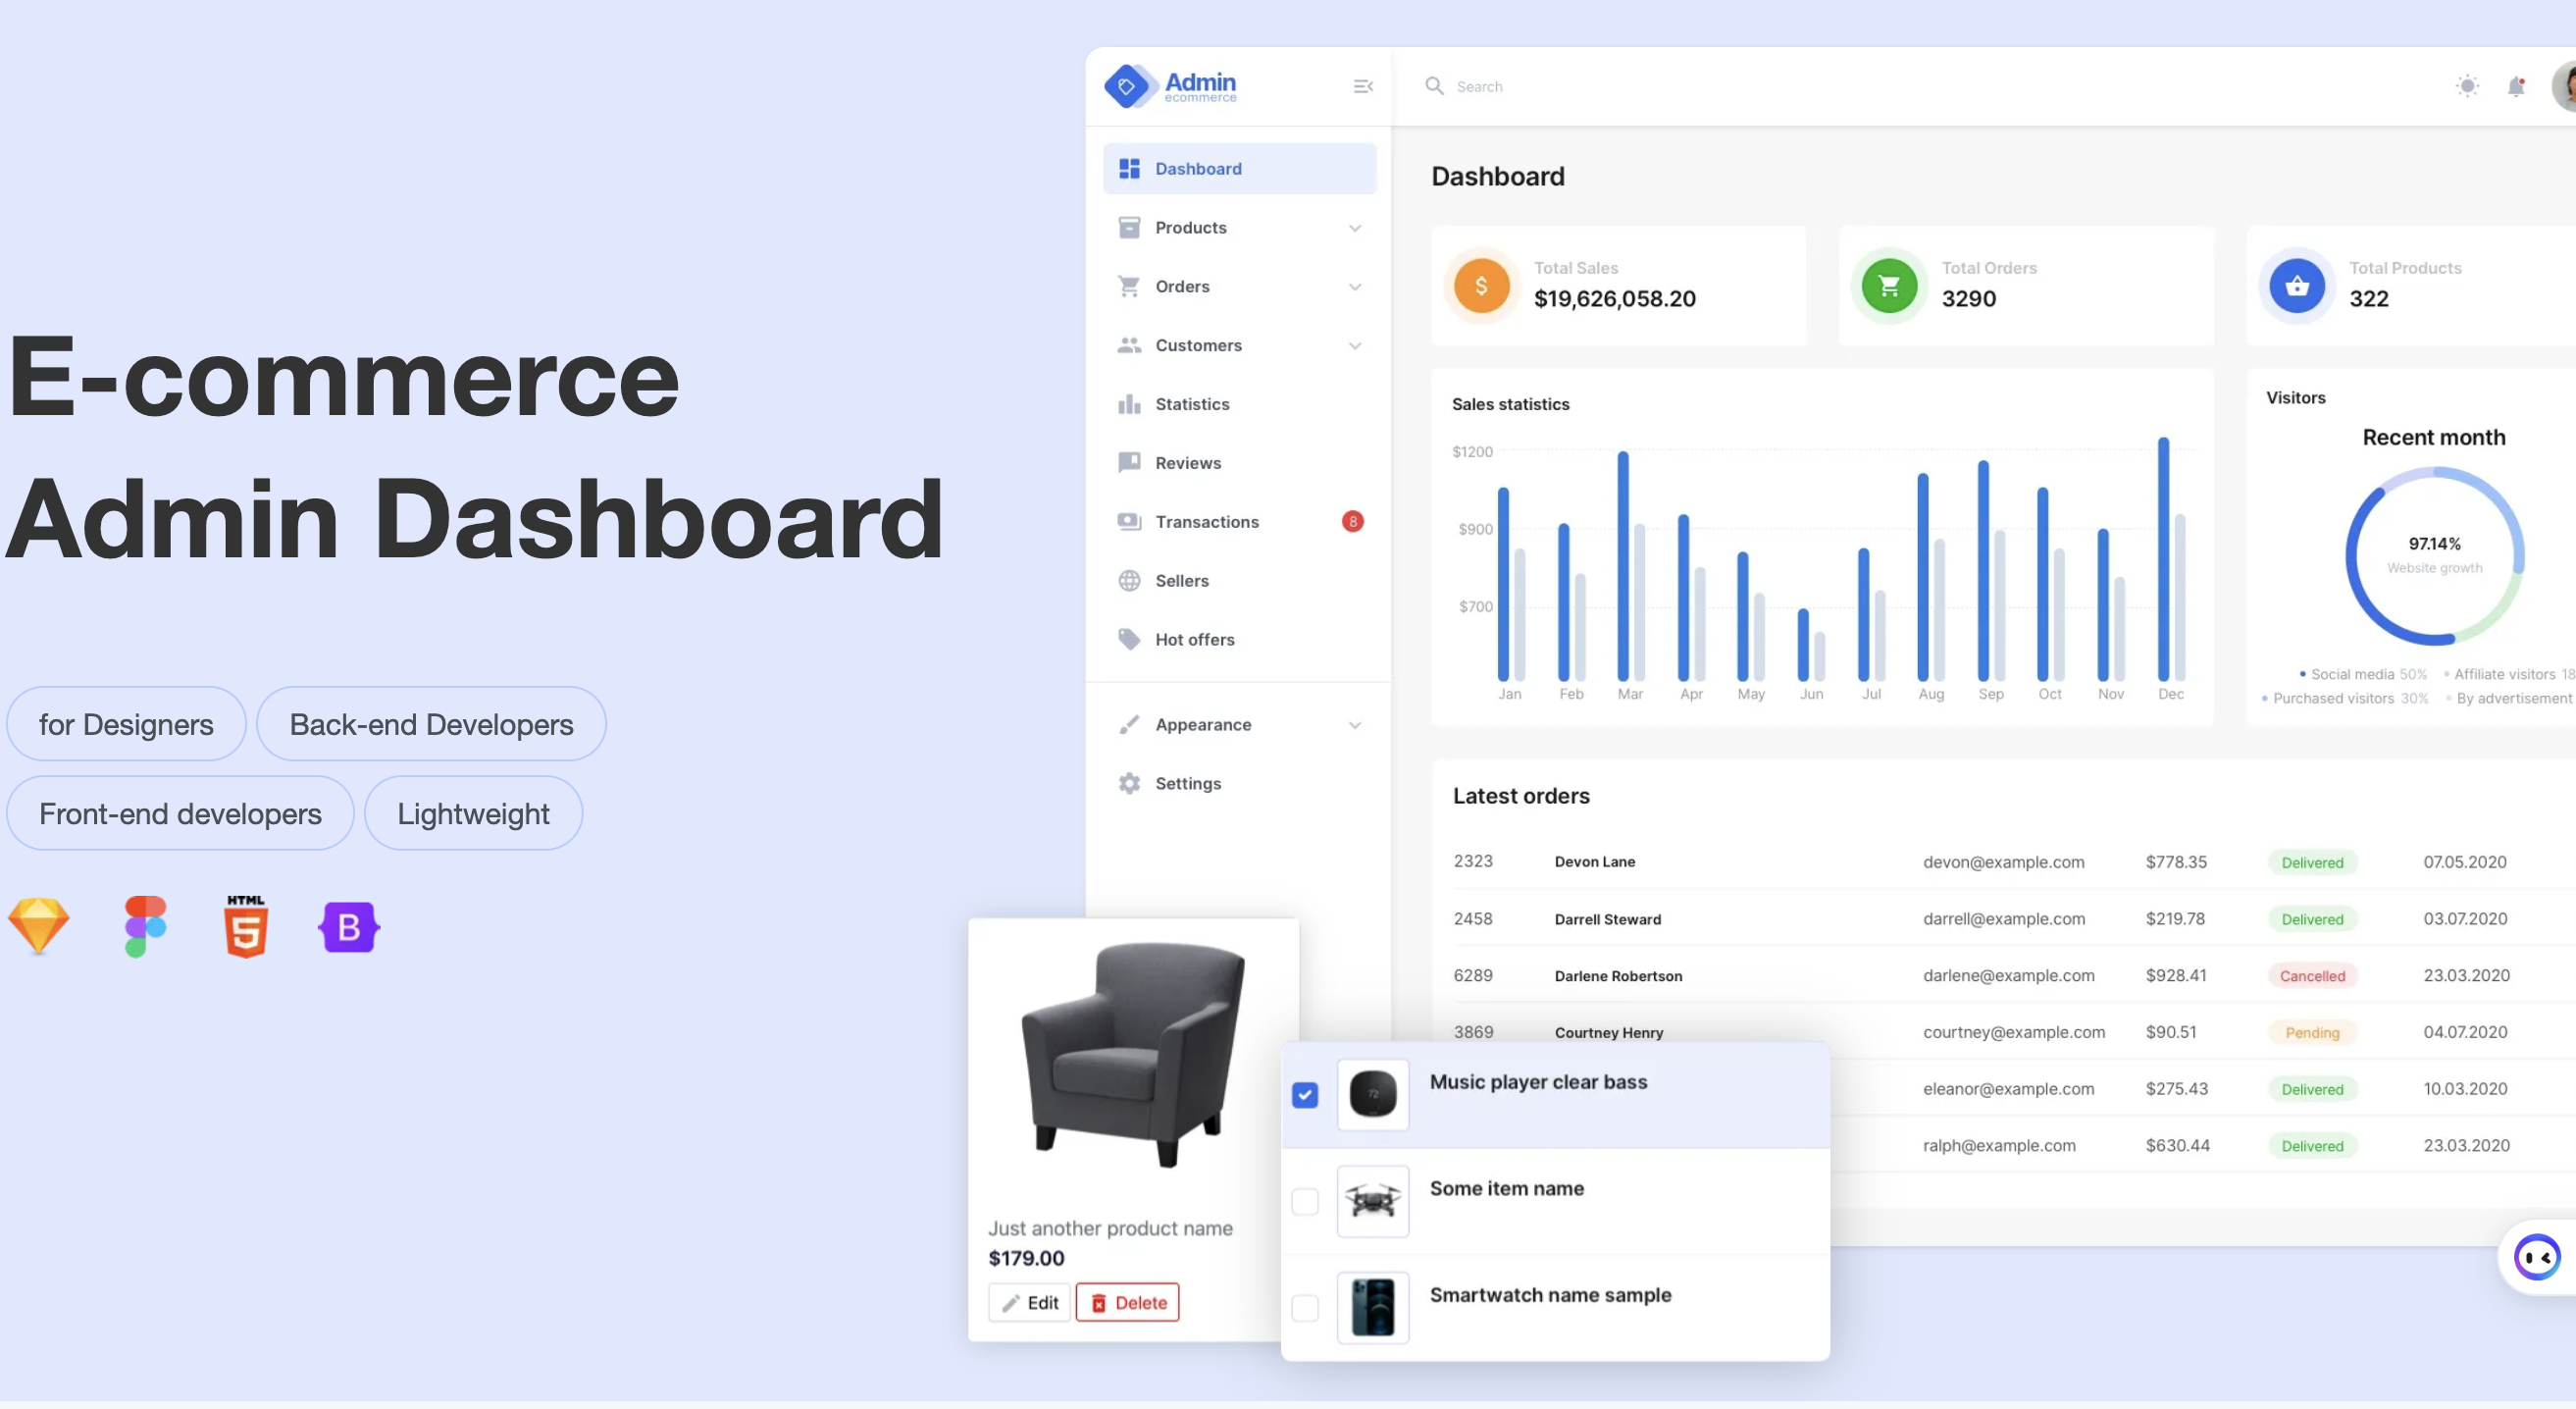 E-commerce
Admin Dashboard
for Designers
Back-end Developers
Front-end developers
Lightweight
HTML
5
B
Admin
ecommerce
Search
Dashboard
Products
Orders
Customers
Statistics
Reviews
Transactions 8
Sellers
Hot offers
Appearance
Settings
Dashboard
Total Sales
$19,626,058.20
Total Orders
3290
Total Products
322
Sales statistics
$1200
$900
$700
Jan Feb Mar Apr May Jun Jul Aug Sep Oct Nov Dec
Visitors
Recent month
97.14%
Website growth
Social media 50% Affiliate visitors 18
Purchased visitors 30% By advertisement
Latest orders
2323 Devon Lane devon@example.com $778.35 Delivered 07.05.2020
2458 Darrell Steward darrell@example.com $219.78 Delivered 03.07.2020
6289 Darlene Robertson darlene@example.com $928.41 Cancelled 23.03.2020
3869 Courtney Henry courtney@example.com $90.51 Pending 04.07.2020
eleanor@example.com $275.43 Delivered 10.03.2020
ralph@example.com $630.44 Delivered 23.03.2020
Just another product name
$179.00
Edit Delete
72
Music player clear bass
Some item name
Smartwatch name sample